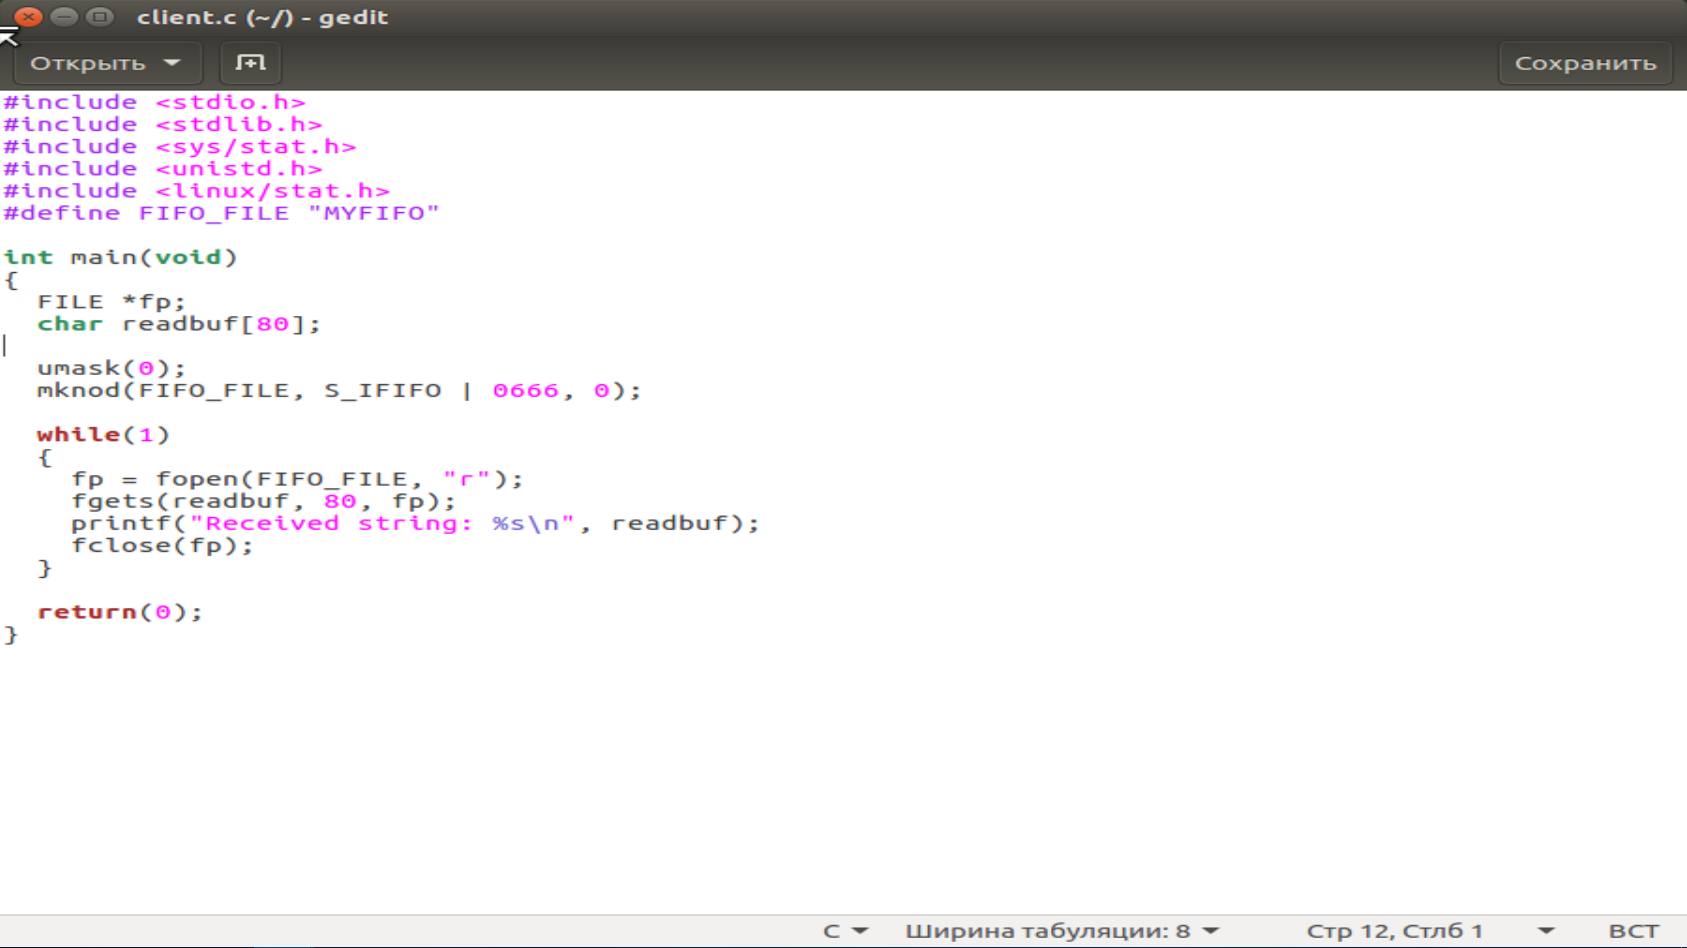 client.c (~/) - gedit
Открыть
Сохранить
#include <stdio.h>
#include <stdlib.h>
#include <sys/stat.h>
#include <unistd.h>
#include <linux/stat.h>
#define FIFO_FILE "MYFIFO"
int main(void)
{
FILE *fp;
char readbuf[80];
umask(0);
mknod(FIFO_FILE, S_IFIFO | 0666, 0);
while(1)
{
fp = fopen(FIFO_FILE, "r");
fgets(readbuf, 80, fp);
printf("Received string: %s\n", readbuf);
fclose(fp);
}
return(0);
}
C Ширина табуляции: 8 Стр 12, Стлб 1 ВСТ